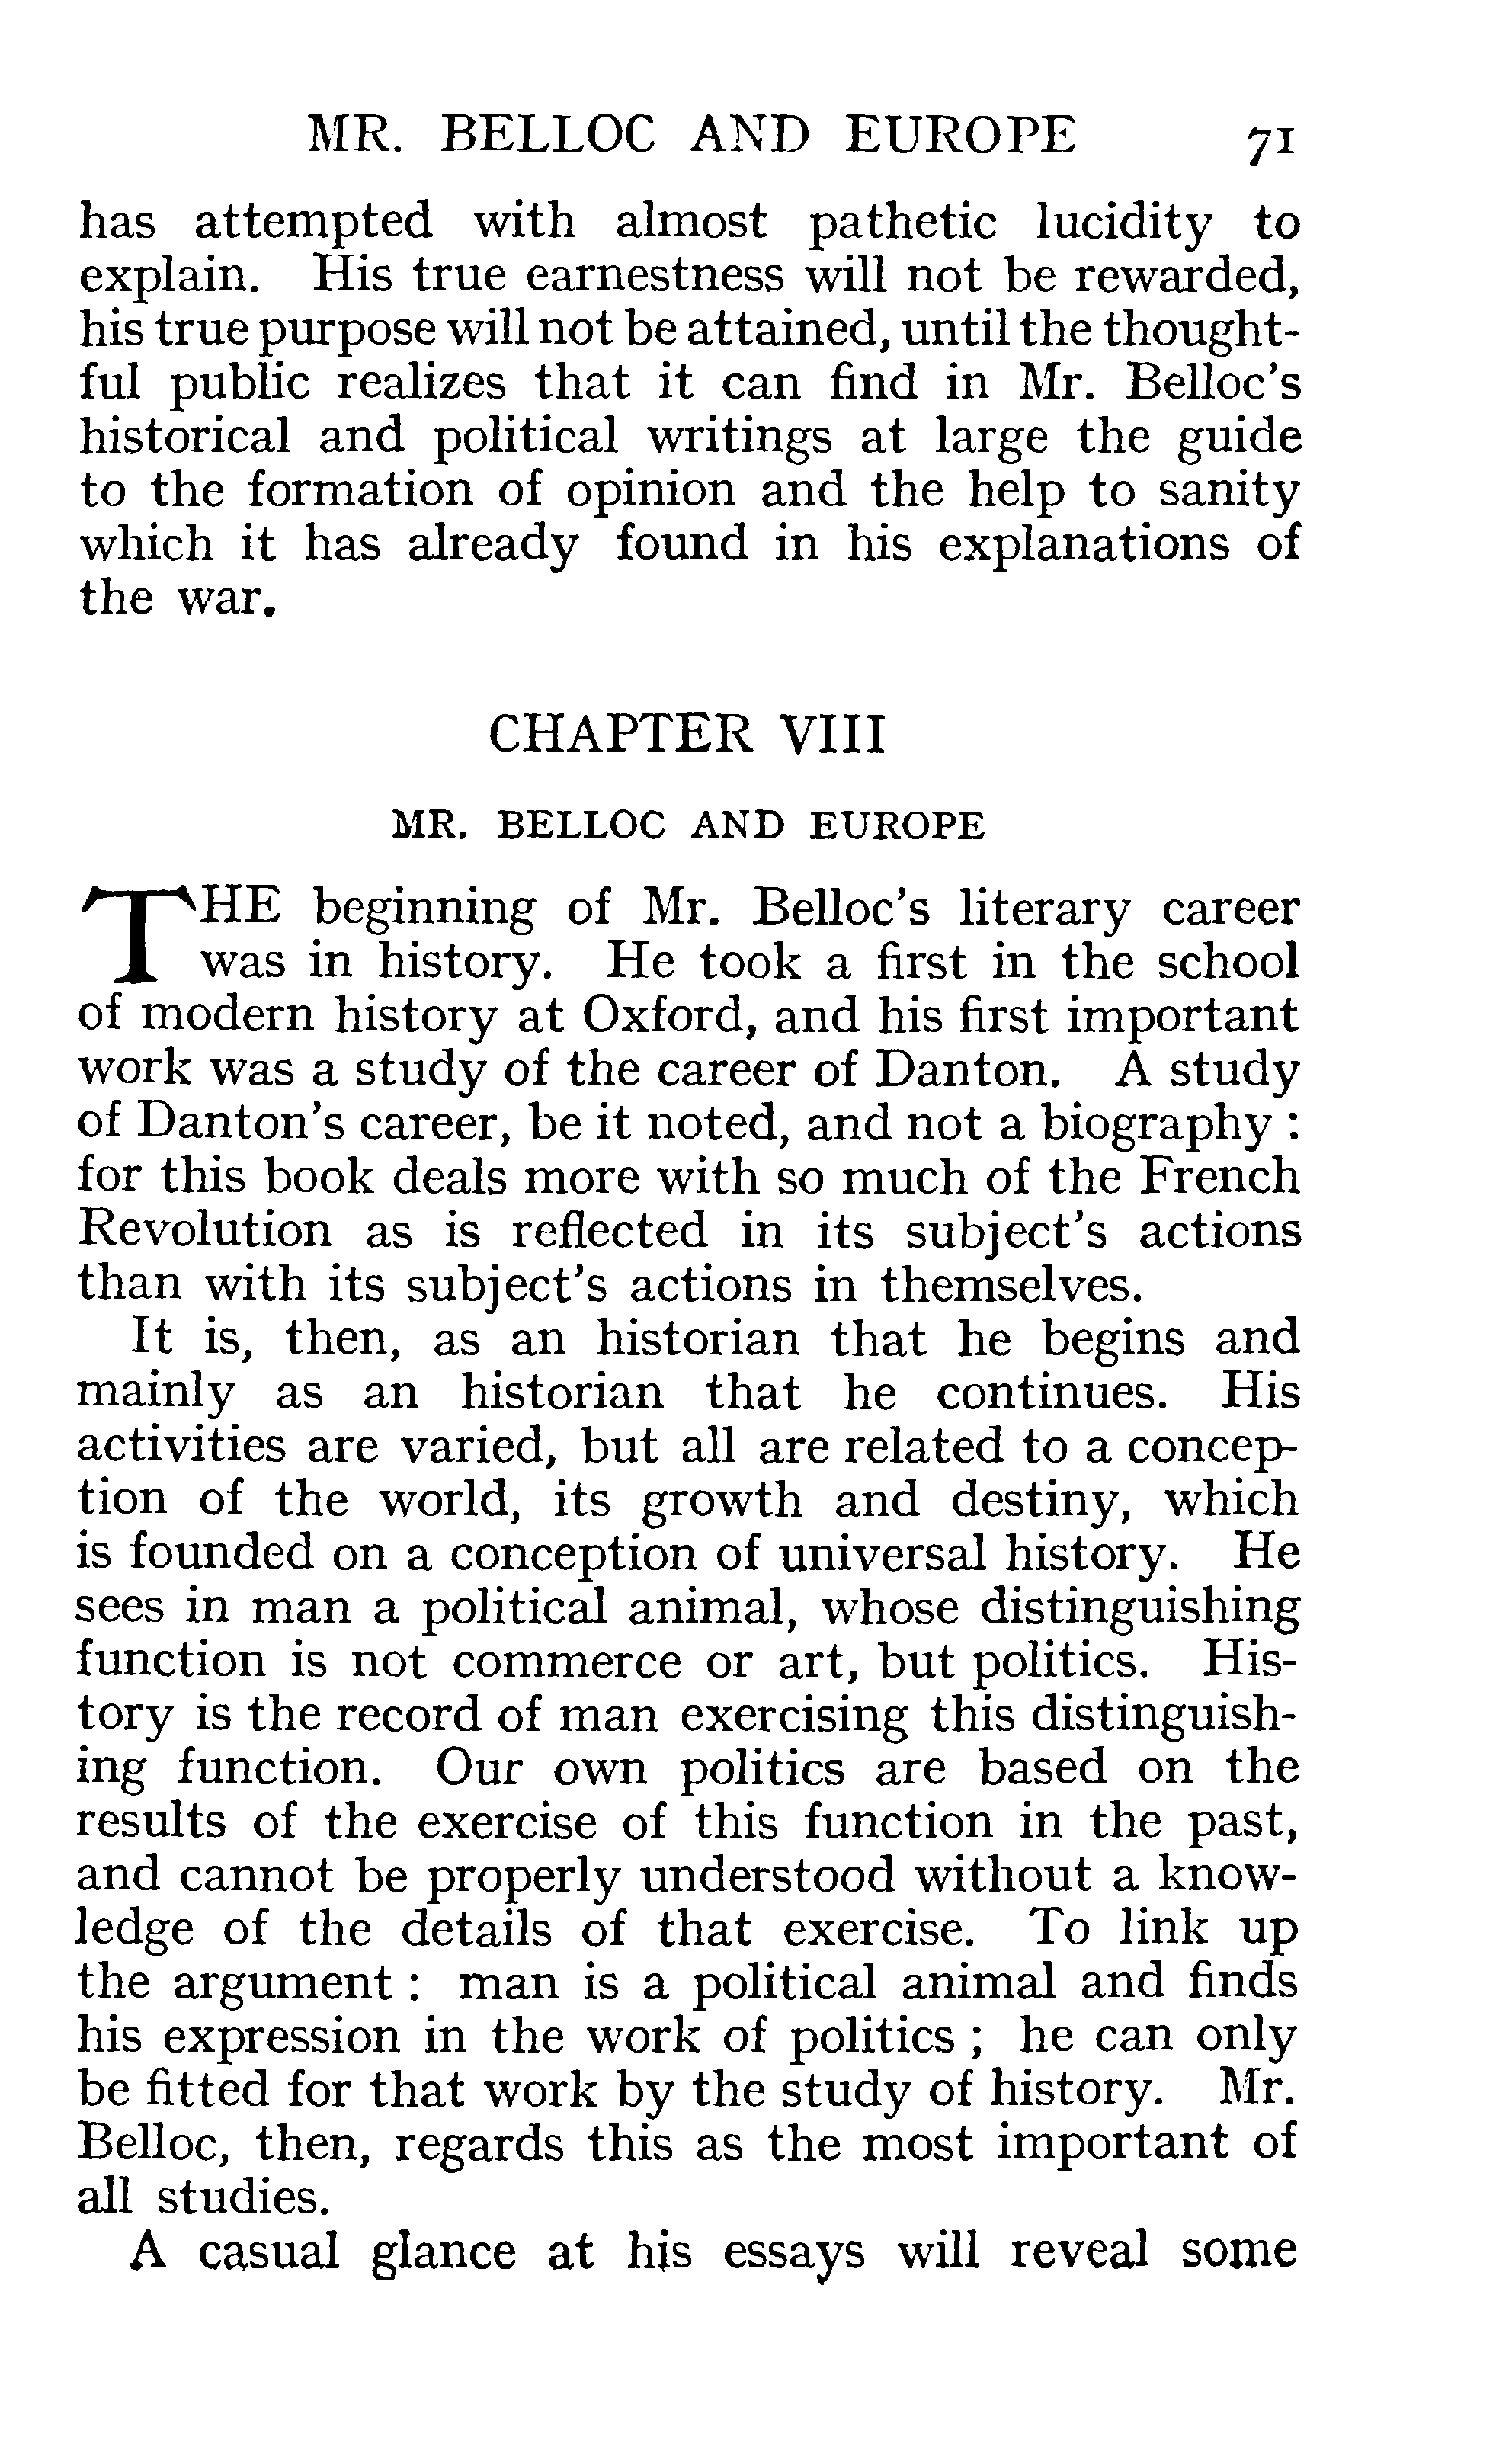 MR. BELLOC AND EUROPE 71
has attempted with almost pathetic lucidity to
explain. His true earnestness will not be rewarded,
his true purpose will not be attained, until the thought-
ful public realizes that it can find in Mr. Belloc's
historical and political writings at large the guide
to the formation of opinion and the help to sanity
which it has already found in his explanations of
the war.
CHAPTER VIII
MR. BELLOC AND EUROPE
THE beginning of Mr. Belloc's literary career
was in history. He took a first in the school
of modern history at Oxford, and his first important
work was a study of the career of Danton. A study
of Danton's career, be it noted, and not a biography :
for this book deals more with so much of the French
Revolution as is reflected in its subject's actions
than with its subject's actions in themselves.
It is, then, as an historian that he begins and
mainly as an historian that he continues. His
activities are varied, but all are related to a concep-
tion of the world, its growth and destiny, which
is founded on a conception of universal history. He
sees in man a political animal, whose distinguishing
function is not commerce or art, but politics. His-
tory is the record of man exercising this distinguish-
ing function. Our own politics are based on the
results of the exercise of this function in the past,
and cannot be properly understood without a know-
ledge of the details of that exercise. To link up
the argument : man is a political animal and finds
his expression in the work of politics ; he can only
be fitted for that work by the study of history. Mr.
Belloc, then, regards this as the most important of
all studies.
A casual glance at his essays will reveal some